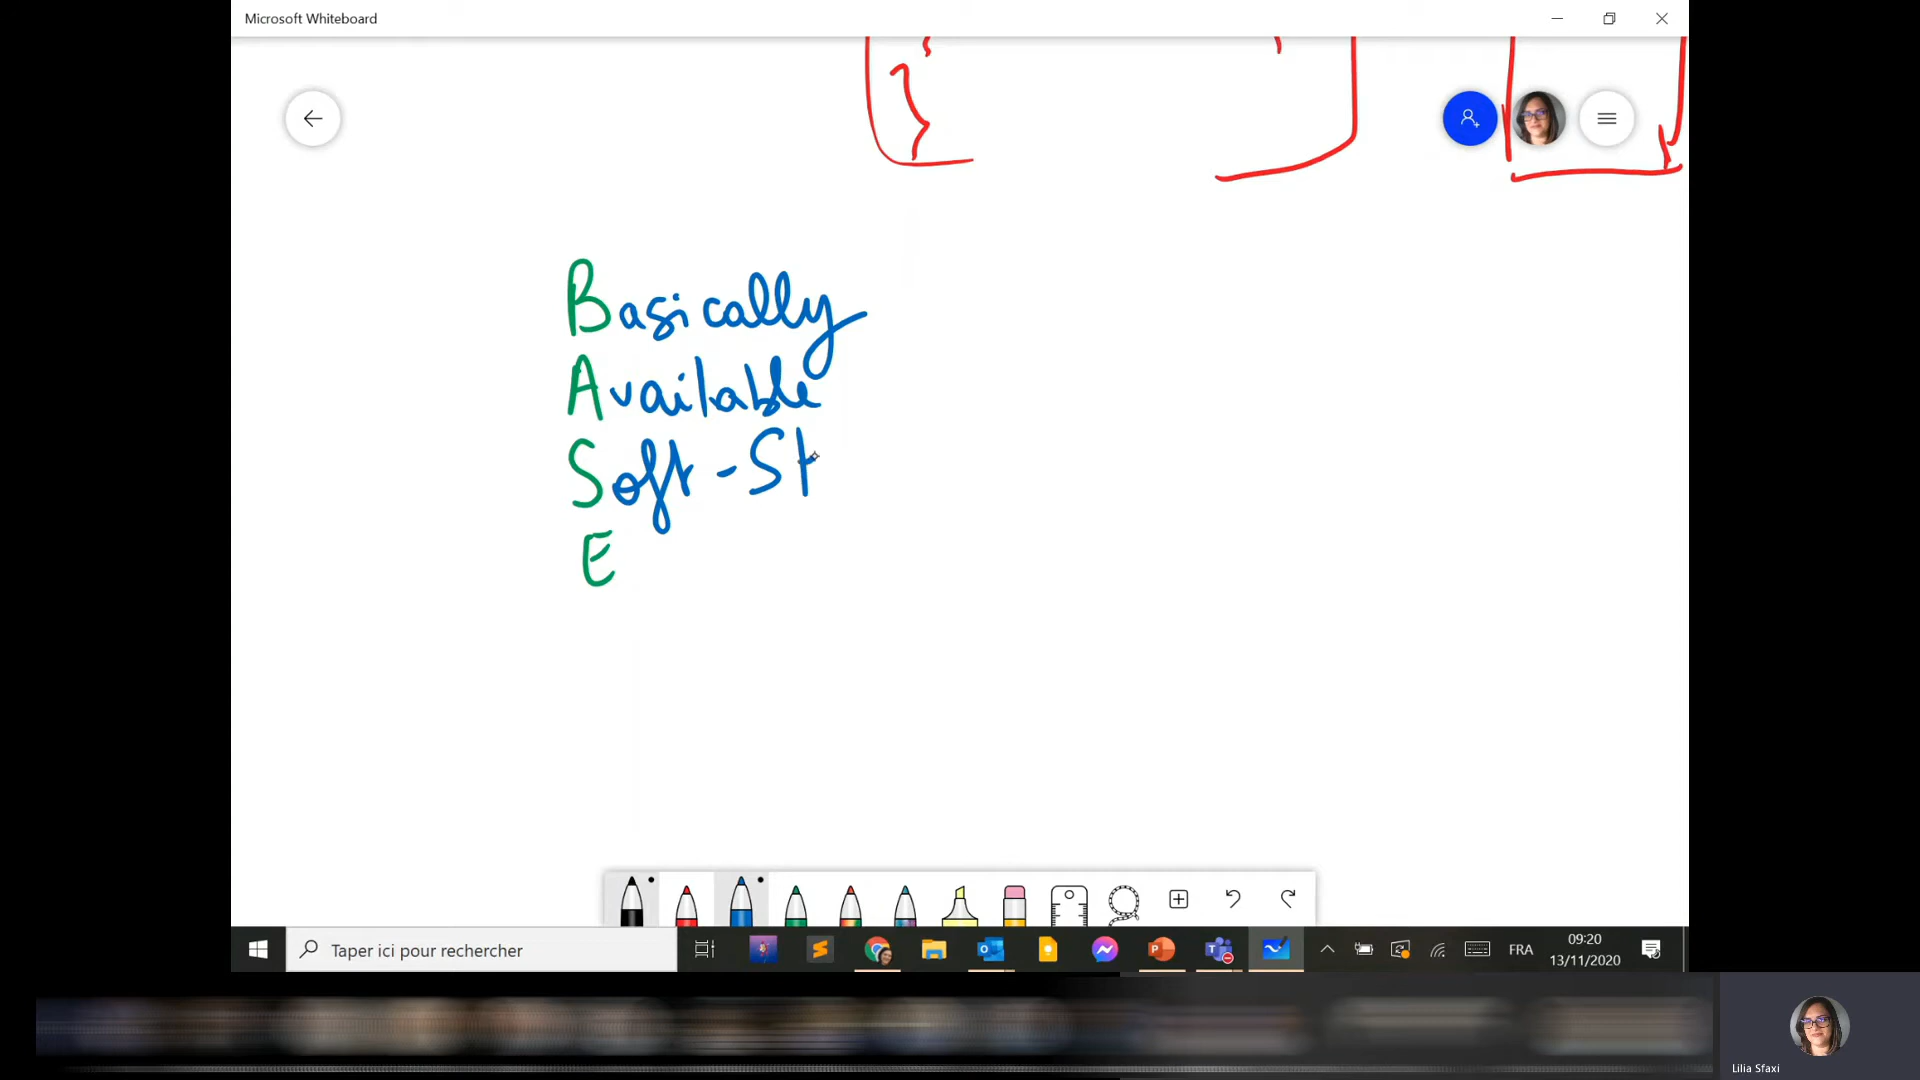 Microsoft Whiteboard
Basically
Available
Soft - St
E
Taper ici pour rechercher
FRA
09:20
13/11/2020
Lilia Sfaxi